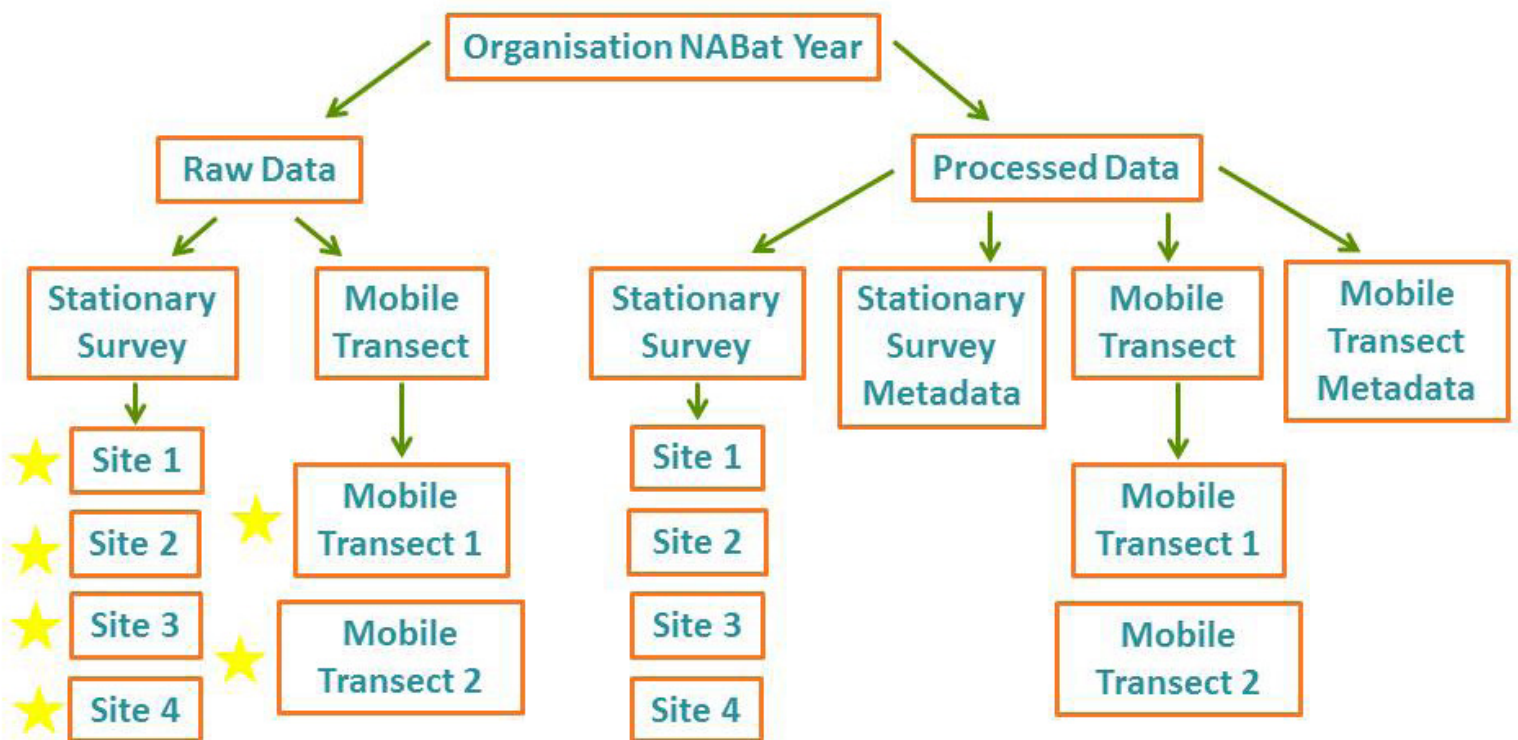 Organisation NABat Year
Raw Data
Processed Data
Stationary
Survey
Mobile
Transect
Stationary
Survey
Stationary
Survey
Metadata
Mobile
Transect
Mobile
Transect
Metadata
Site 1
Site 2
Site 3
Site 4
Mobile
Transect 1
Mobile
Transect 2
Site 1
Site 2
Site 3
Site 4
Mobile
Transect 1
Mobile
Transect 2